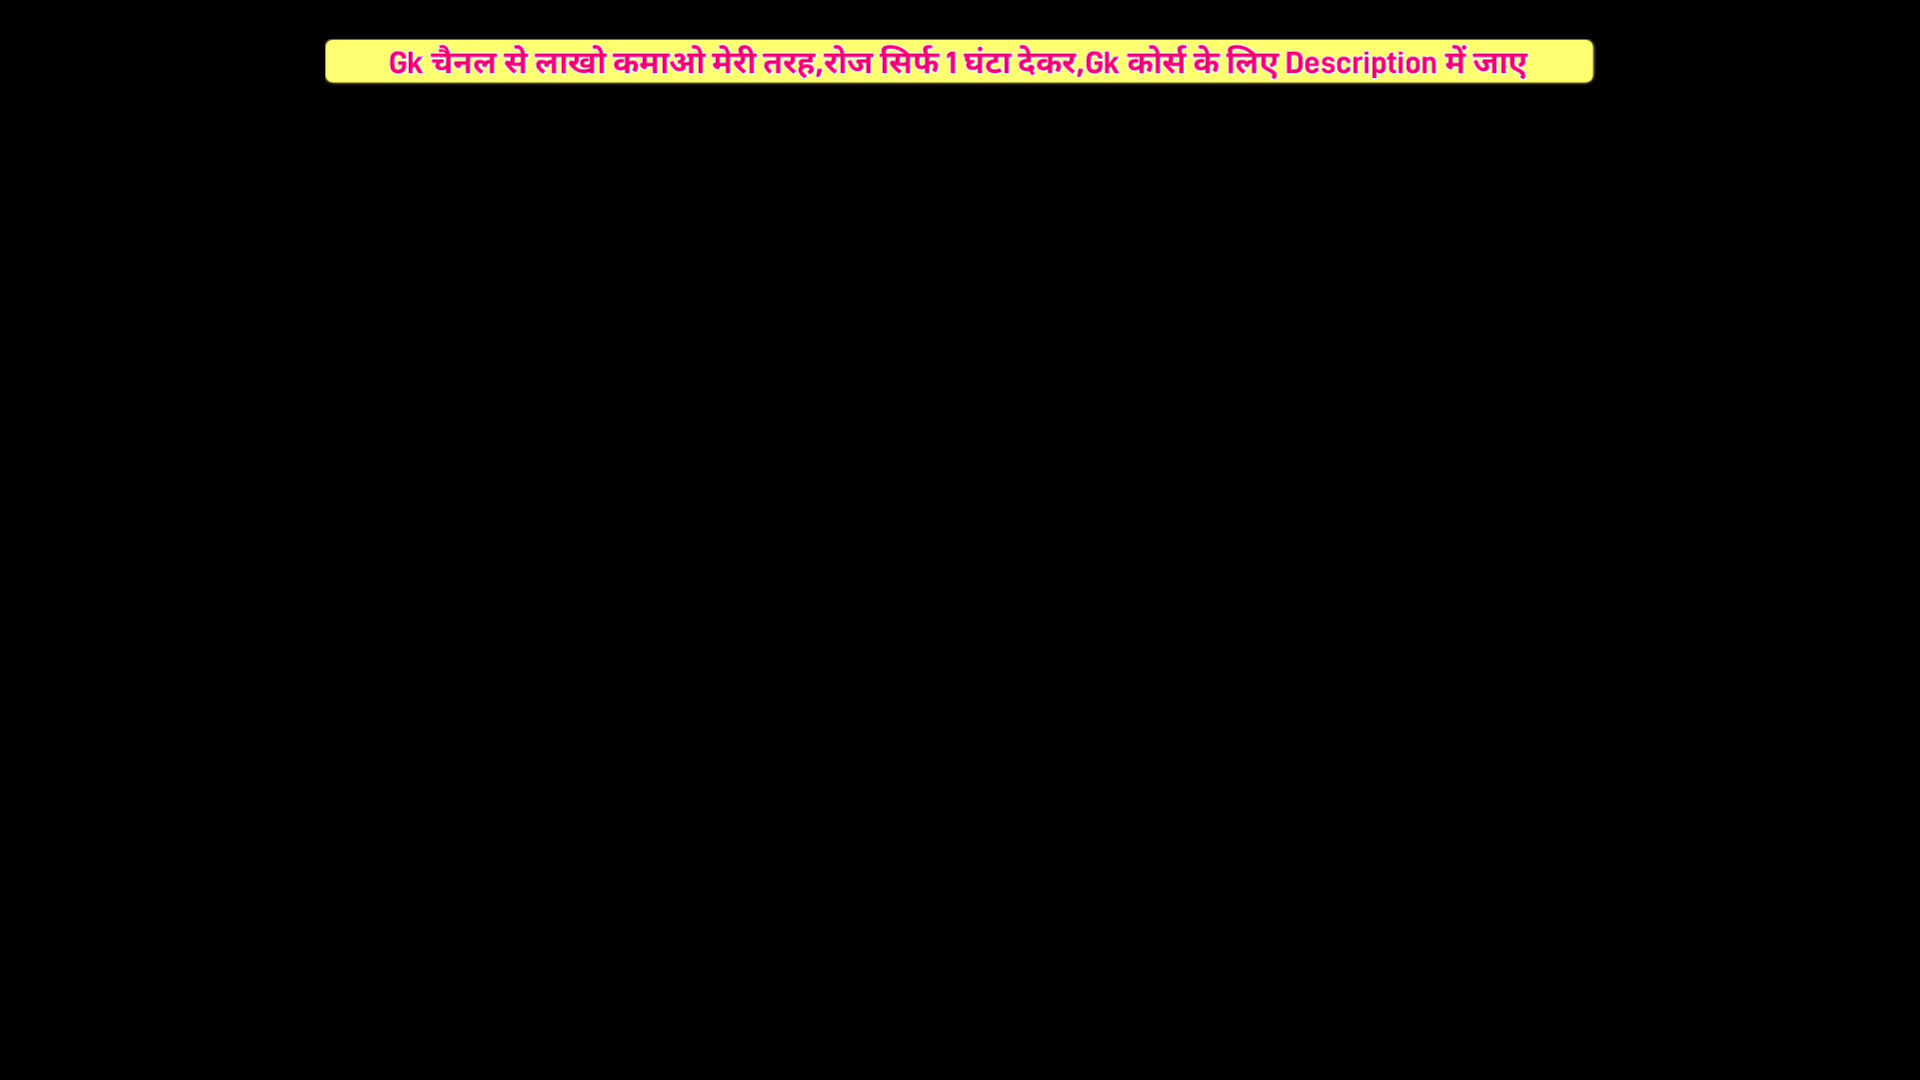 Gk चैनल से लाखो कमाओ मेरी तरह,रोज सिर्फ 1 घंटा देकर,Gk कोर्स के लिए Description में जाए